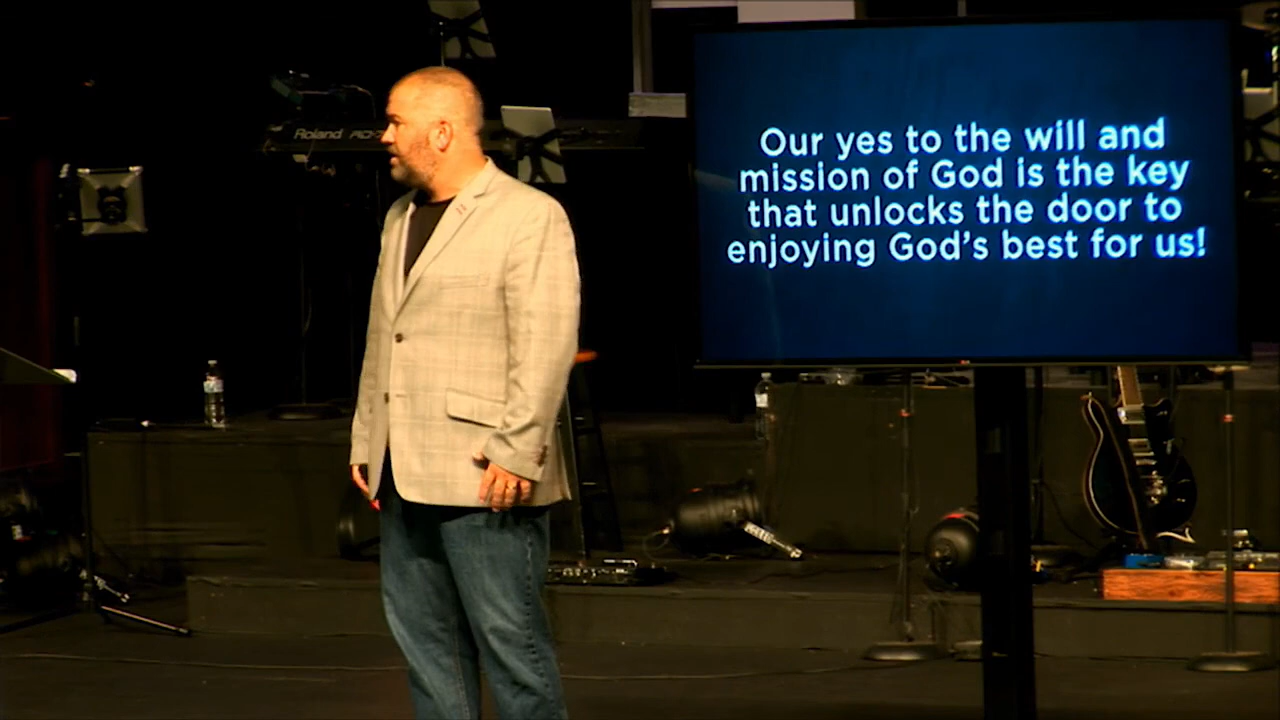 Roland
Our yes to the will and
mission of God is the key
that unlocks the door to
enjoying God's best for us!